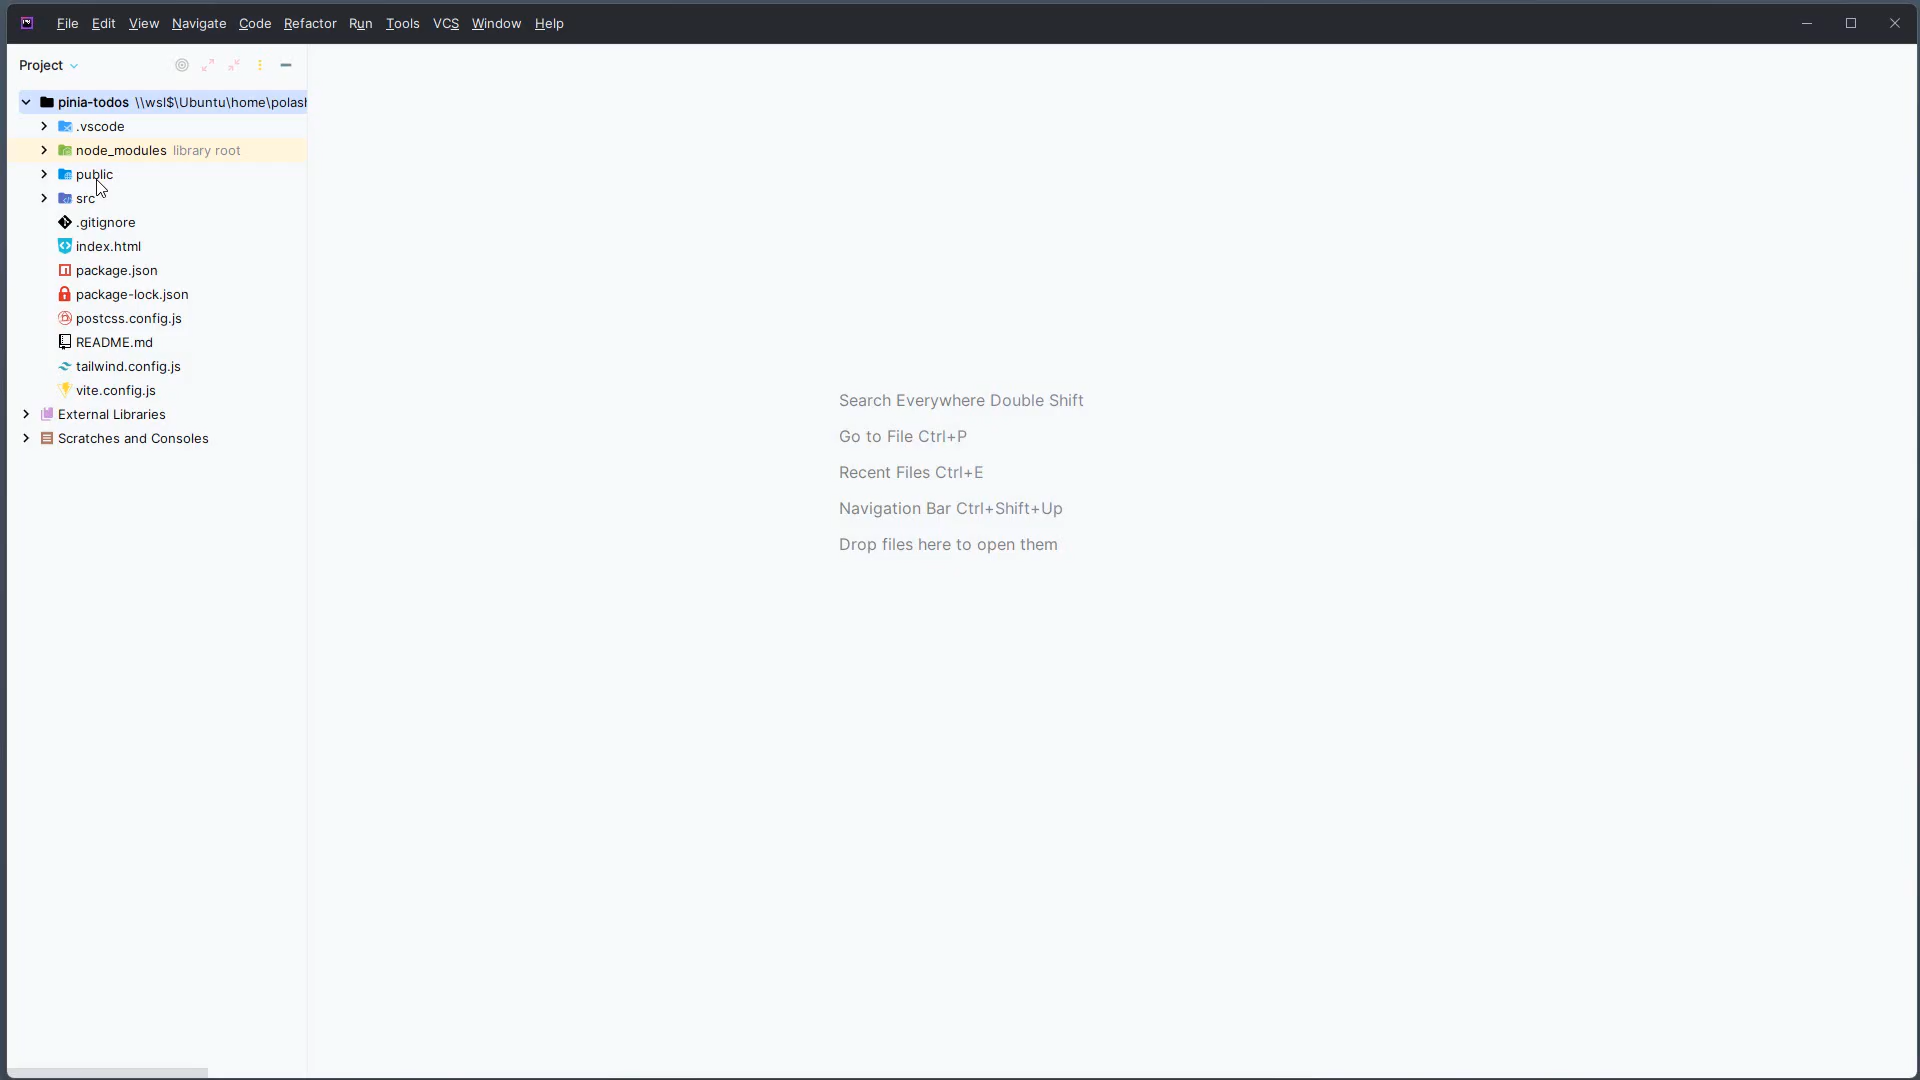 File Edit View Navigate Code Refactor Run Tools VCS Window Help
Project
pinia-todos \\wsl$\Ubuntu\home\polash
.vscode
node_modules library root
public
src
.gitignore
index.html
package.json
package-lock.json
postcss.config.js
README.md
tailwind.config.js
vite.config.js
External Libraries
Scratches and Consoles
Search Everywhere Double Shift
Go to File Ctrl+P
Recent Files Ctrl+E
Navigation Bar Ctrl+Shift+Up
Drop files here to open them